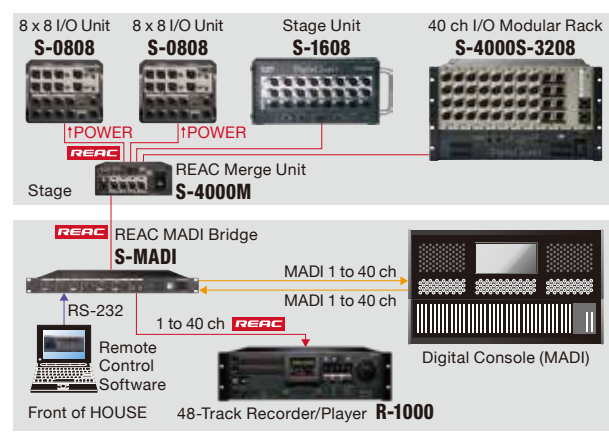 8 x 8 I/O Unit
S-0808
8 x 8 I/O Unit
S-0808
Stage Unit
S-1608
40 ch I/O Modular Rack
S-4000S-3208
↑POWER
↑POWER
REAC
REAC Merge Unit
S-4000M
Stage
REAC
REAC MADI Bridge
S-MADI
MADI 1 to 40 ch
MADI 1 to 40 ch
RS-232
1 to 40 ch REAC
Remote
Control
Software
Digital Console (MADI)
Front of HOUSE
48-Track Recorder/Player R-1000